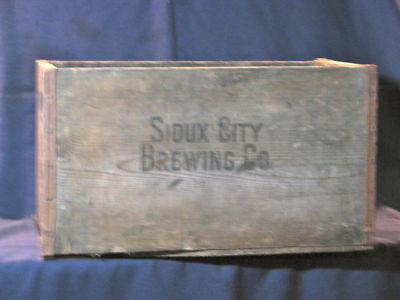 Sioux City
Brewing Co.